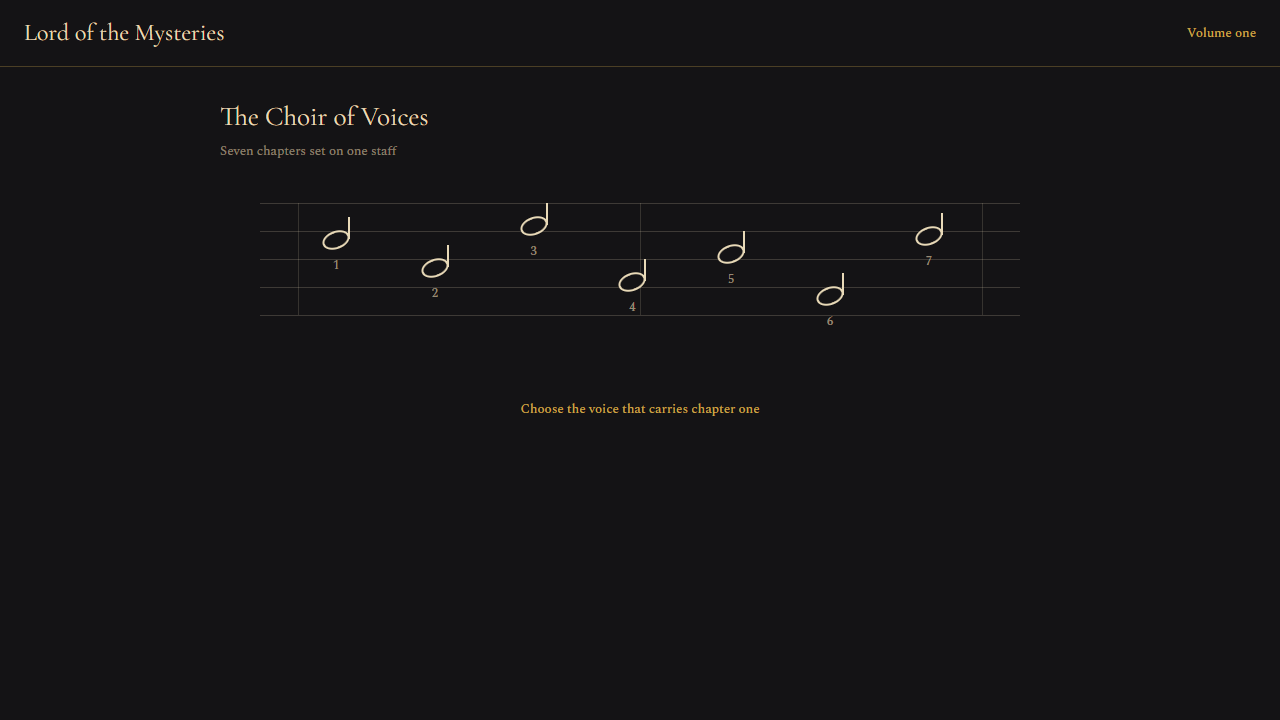 Lord of the Mysteries
Volume one
The Choir of Voices
Seven chapters set on one staff
1
2
3
4
5
6
7
Choose the voice that carries chapter one